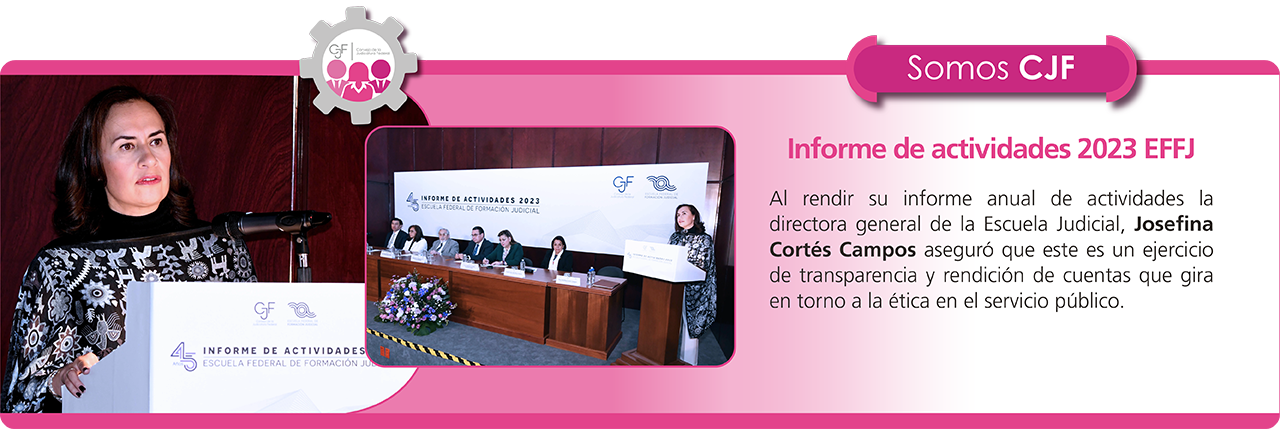 CJF
Consejo de la
Judicatura Federal
Somos CJF
Informe de actividades 2023 EFFJ
Al rendir su informe anual de actividades la
directora general de la Escuela Judicial, Josefina
Cortés Campos aseguró que este es un ejercicio
de transparencia y rendición de cuentas que gira
en torno a la ética en el servicio público.
CJF
45 INFORME DE ACTIVIDADES 2023
ESCUELA FEDERAL DE FORMACIÓN JUDICIAL
CJF
45 INFORME DE ACTIVIDADES
ESCUELA FEDERAL DE FORMACIÓN JUD